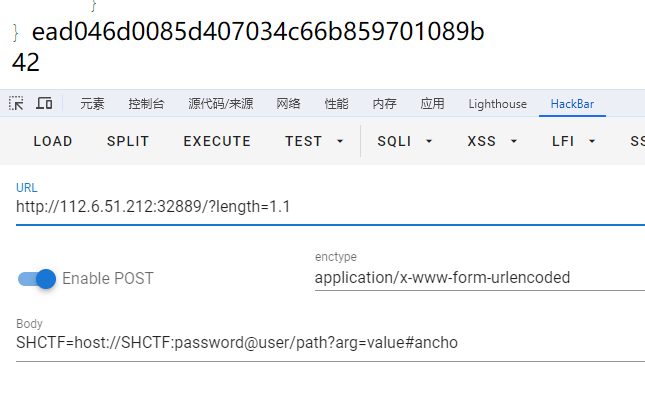 }
} ead046d0085d407034c66b859701089b
42
元素 控制台 源代码/来源 网络 性能 内存 应用 Lighthouse HackBar
LOAD SPLIT EXECUTE TEST SQLI XSS LFI SS
URL
http://112.6.51.212:32889/?length=1.1
Enable POST
enctype
application/x-www-form-urlencoded
Body
SHCTF=host://SHCTF:password@user/path?arg=value#ancho